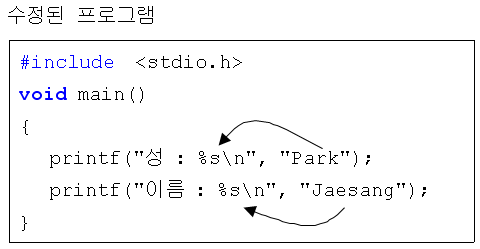 수정된 프로그램
#include <stdio.h>
void main()
{
printf("성 : %s\n", "Park");
printf("이름 : %s\n", "Jaesang");
}